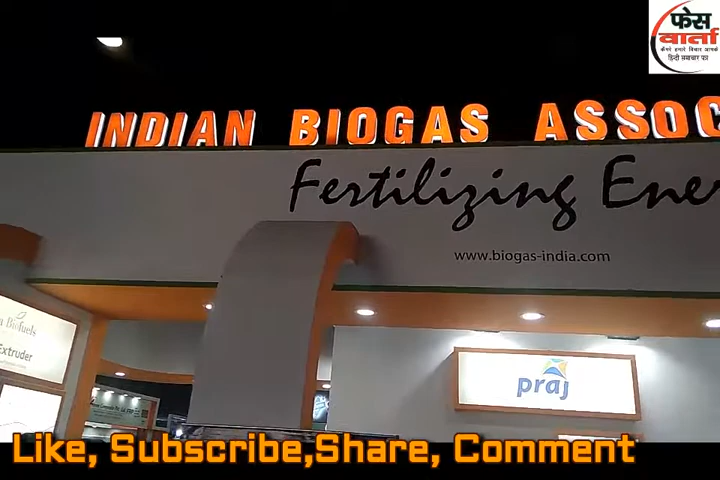 फेस
वार्ता
INDIAN BIOGAS ASSOC
Fertilizing Ener
www.biogas-india.com
Biofuels
Extruder
praj
Like, Subscribe,Share, Comment